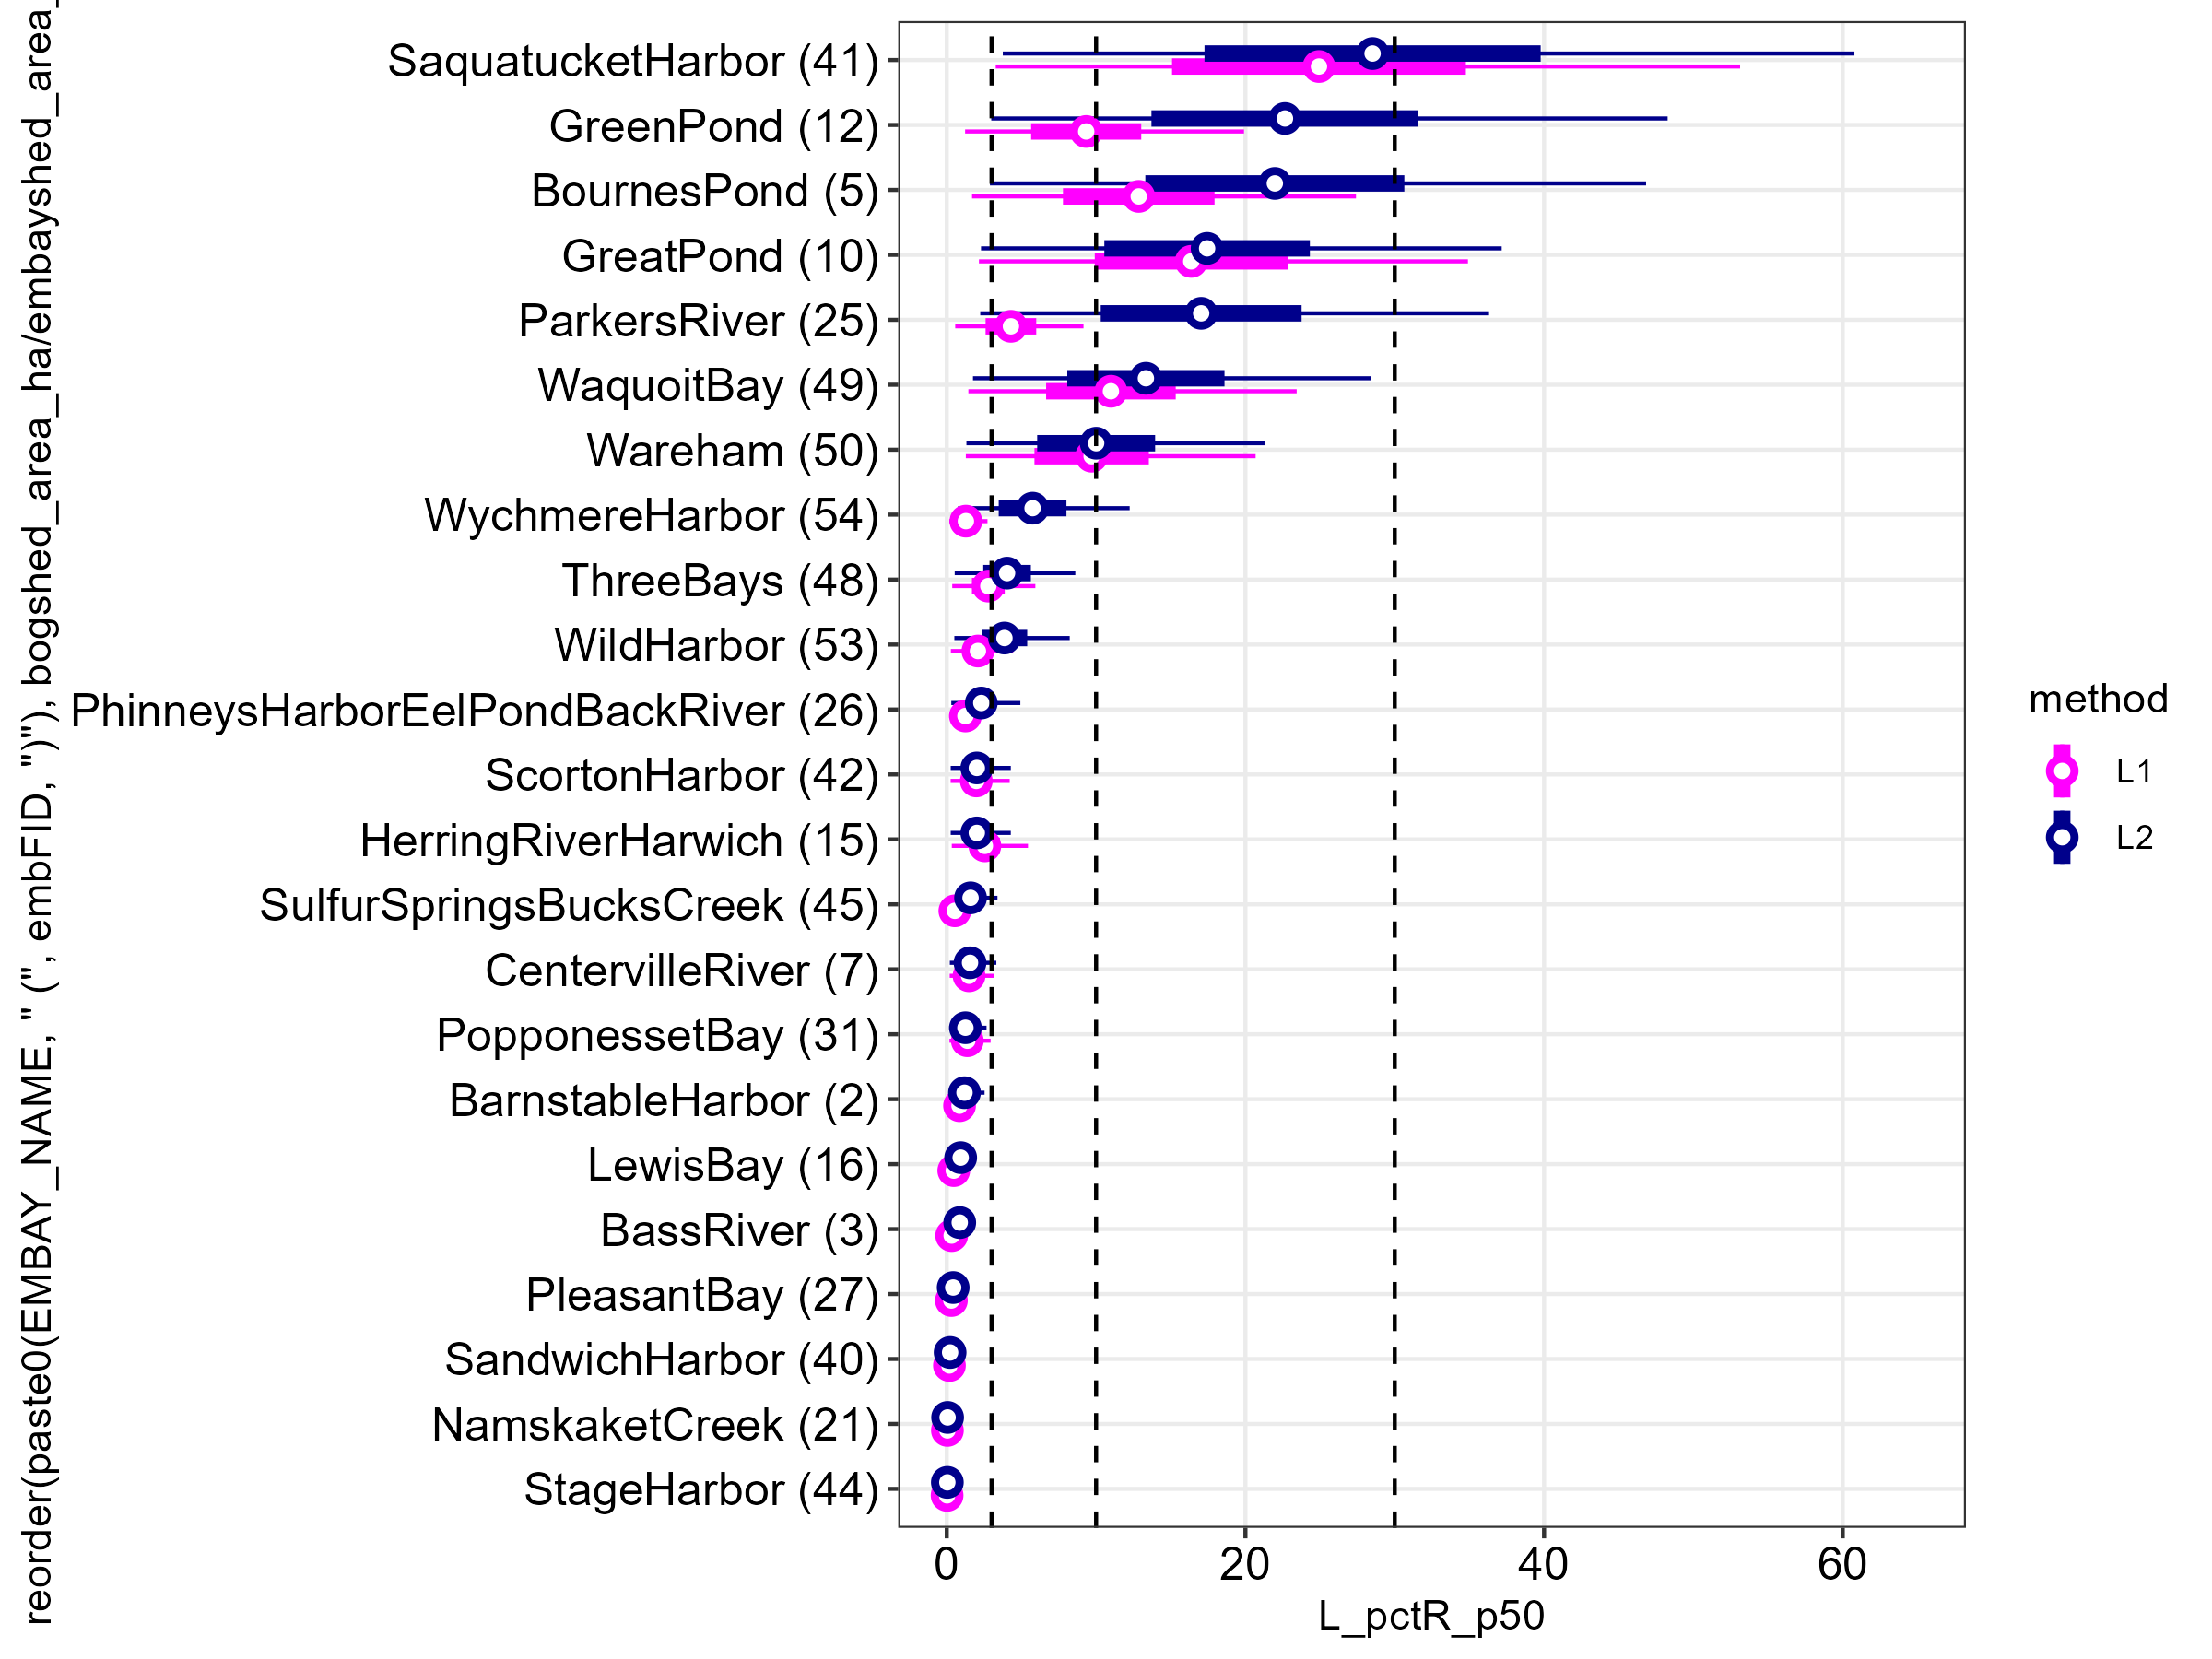 reorder(paste0(EMBAY_NAME, " (", embFID, ")"), bogshed_area_ha/embayshed_area_
SaquatucketHarbor (41)
GreenPond (12)
BournesPond (5)
GreatPond (10)
ParkersRiver (25)
WaquoitBay (49)
Wareham (50)
WychmereHarbor (54)
ThreeBays (48)
WildHarbor (53)
PhinneysHarborEelPondBackRiver (26)
ScortonHarbor (42)
HerringRiverHarwich (15)
SulfurSpringsBucksCreek (45)
CentervilleRiver (7)
PopponessetBay (31)
BarnstableHarbor (2)
LewisBay (16)
BassRiver (3)
PleasantBay (27)
SandwichHarbor (40)
NamskaketCreek (21)
StageHarbor (44)
0 20 40 60
L_pctR_p50
method
L1
L2